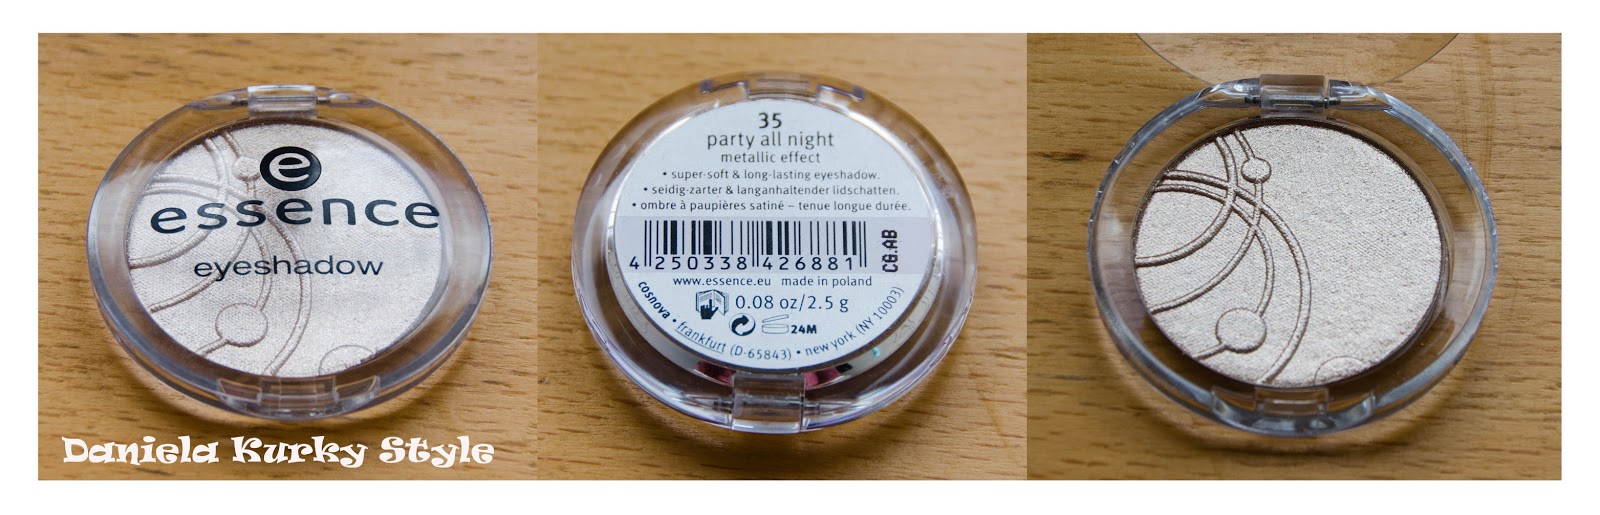 e
essence
eyeshadow
Daniela Kurky Style
35
party all night
metallic effect
• super-soft & long-lasting eyeshadow.
• seidig-zarter & langanhaltender lidschatten.
• ombre à paupières satiné – tenue longue durée.
4 250338 426881
CG.AB
www.essence.eu made in poland
0.08 oz/2.5 g
24M
cosnova • frankfurt (D-65843) • new york (NY 10003)